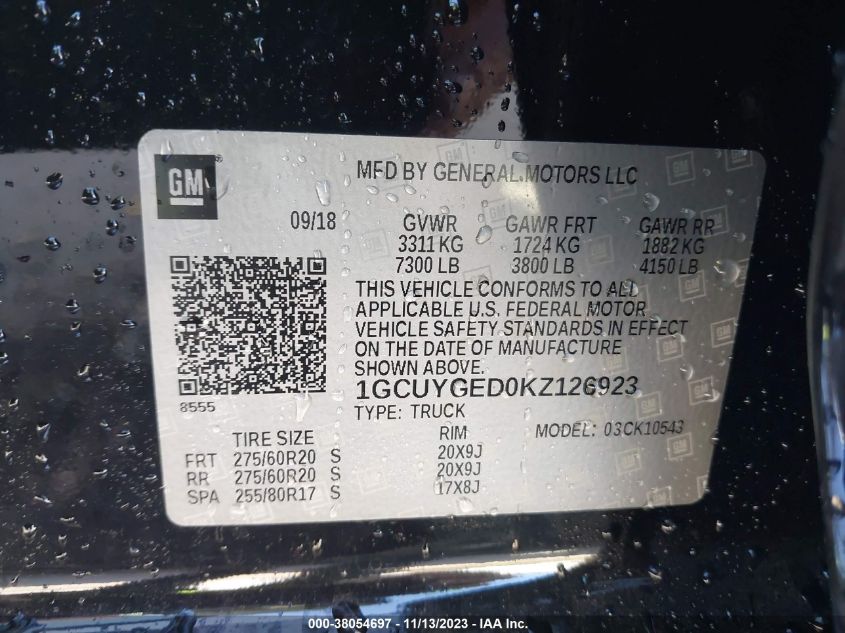 GM
MFD BY GENERAL MOTORS LLC
09/18
GVWR GAWR FRT GAWR RR
3311 KG 1724 KG 1882 KG
7300 LB 3800 LB 4150 LB
THIS VEHICLE CONFORMS TO ALL
APPLICABLE U.S. FEDERAL MOTOR
VEHICLE SAFETY STANDARDS IN EFFECT
ON THE DATE OF MANUFACTURE
SHOWN ABOVE.
8555
1GCUYGED0KZ126923
TYPE: TRUCK MODEL: 03CK10543
TIRE SIZE RIM
FRT 275/60R20 S 20X9J
RR 275/60R20 S 20X9J
SPA 255/80R17 S 17X8J
000-38054697 - 11/13/2023 - IAA Inc.